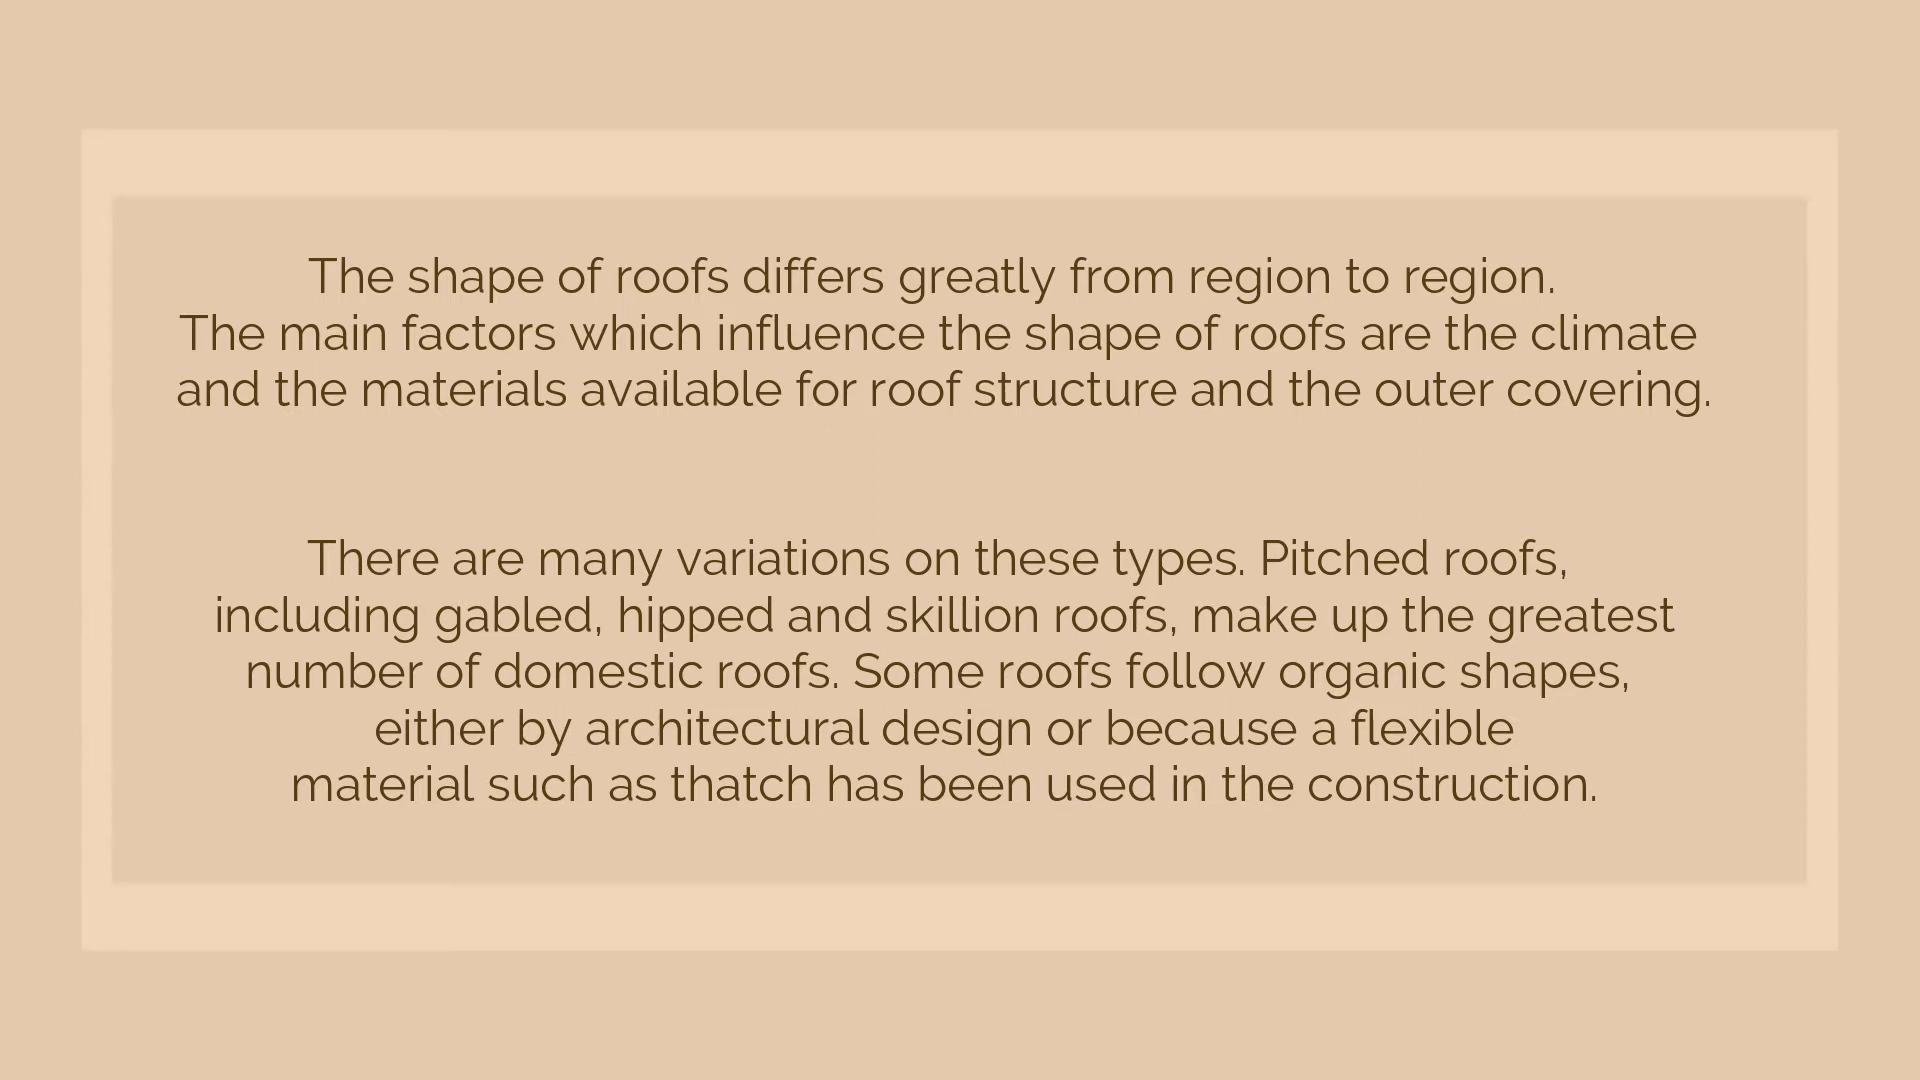 The shape of roofs differs greatly from region to region.
The main factors which influence the shape of roofs are the climate
and the materials available for roof structure and the outer covering.
There are many variations on these types. Pitched roofs,
including gabled, hipped and skillion roofs, make up the greatest
number of domestic roofs. Some roofs follow organic shapes,
either by architectural design or because a flexible
material such as thatch has been used in the construction.